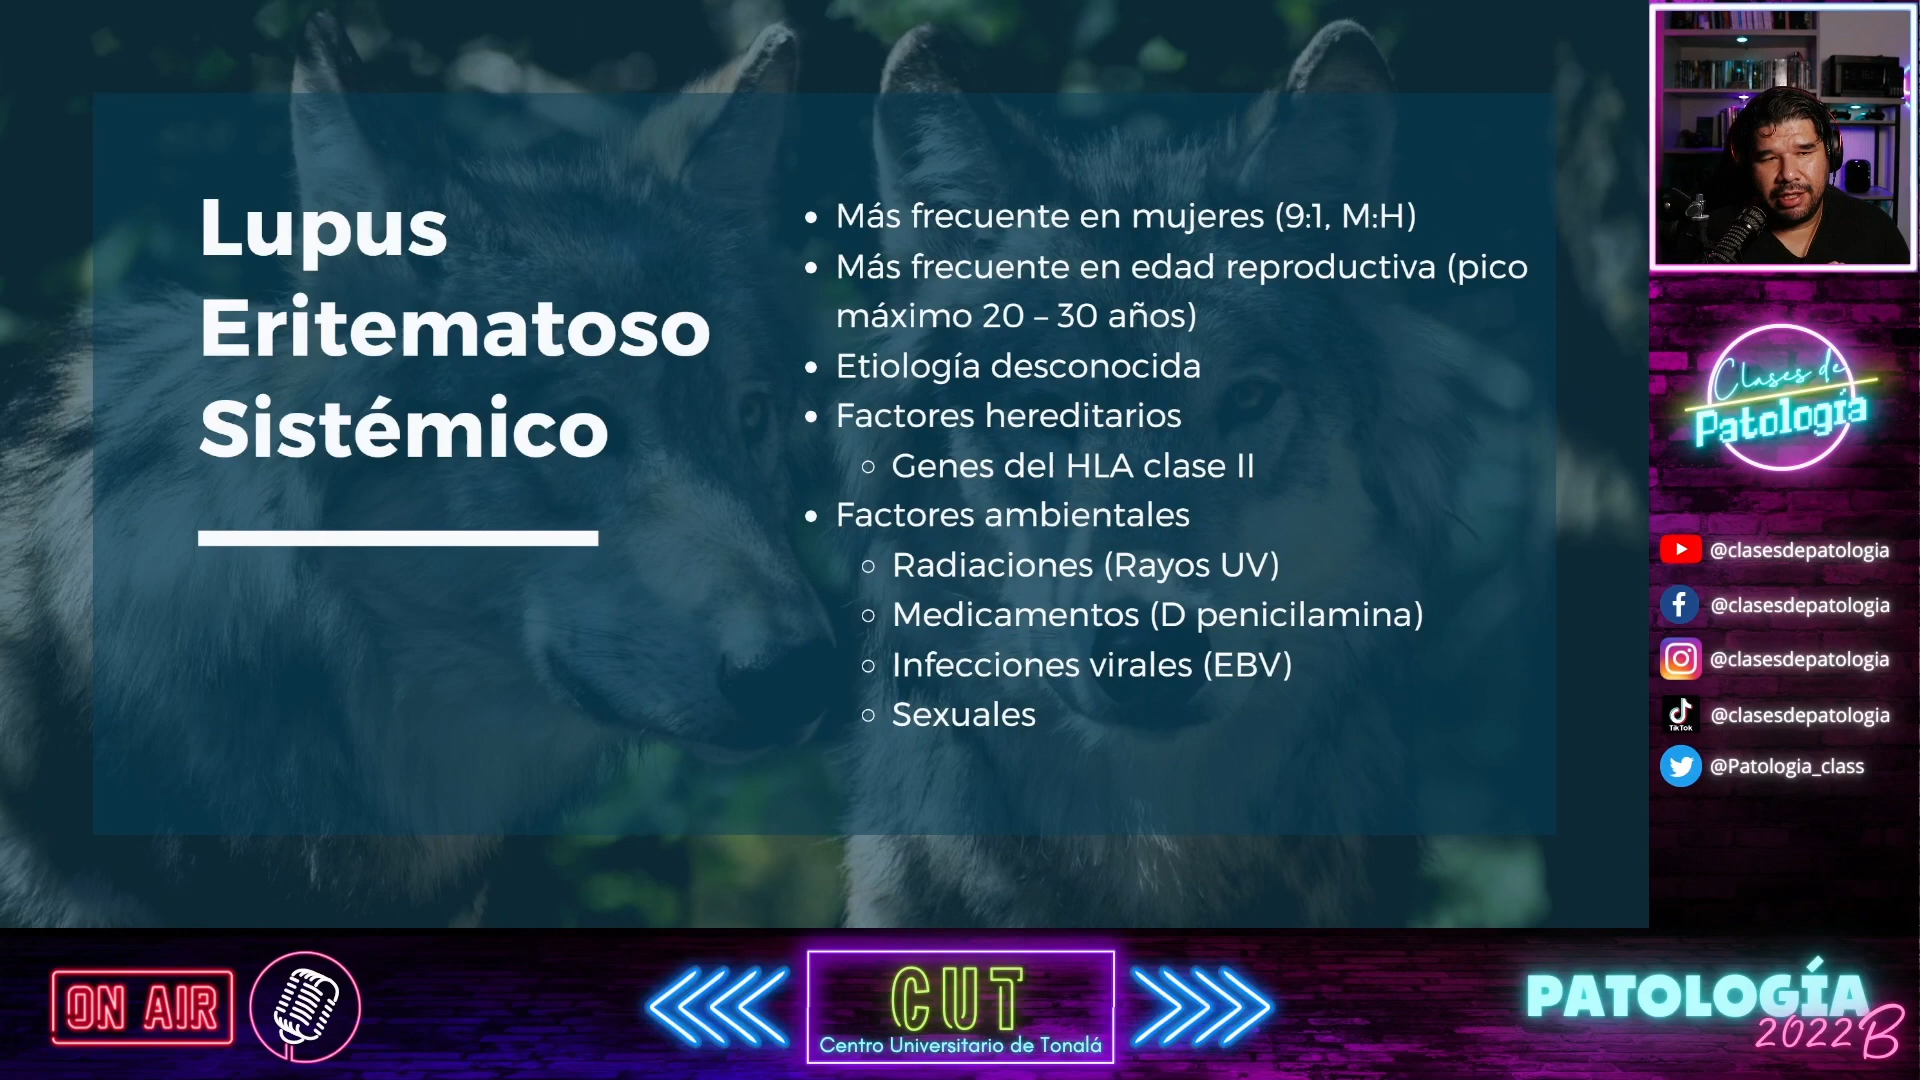 Lupus
Eritematoso
Sistémico
• Más frecuente en mujeres (9:1, M:H)
• Más frecuente en edad reproductiva (pico
máximo 20 – 30 años)
• Etiología desconocida
• Factores hereditarios
○ Genes del HLA clase II
• Factores ambientales
○ Radiaciones (Rayos UV)
○ Medicamentos (D penicilamina)
○ Infecciones virales (EBV)
○ Sexuales
Clases de
Patología
@clasesdepatologia
@clasesdepatologia
@clasesdepatologia
TikTok
@clasesdepatologia
@Patologia_class
ON AIR
CUT
Centro Universitario de Tonalá
PATOLOGÍA
2022B